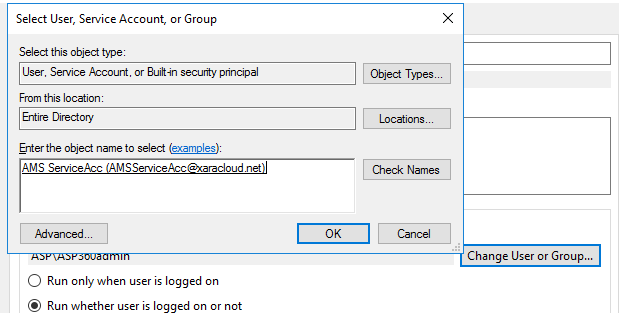 Select User, Service Account, or Group
Select this object type:
User, Service Account, or Built-in security principal
Object Types...
From this location:
Entire Directory
Locations...
Enter the object name to select (examples):
AMS ServiceAcc (AMSServiceAcc@xaracloud.net)
Check Names
Advanced...
OK
Cancel
ASP\ASP360admin
Change User or Group...
Run only when user is logged on
Run whether user is logged on or not